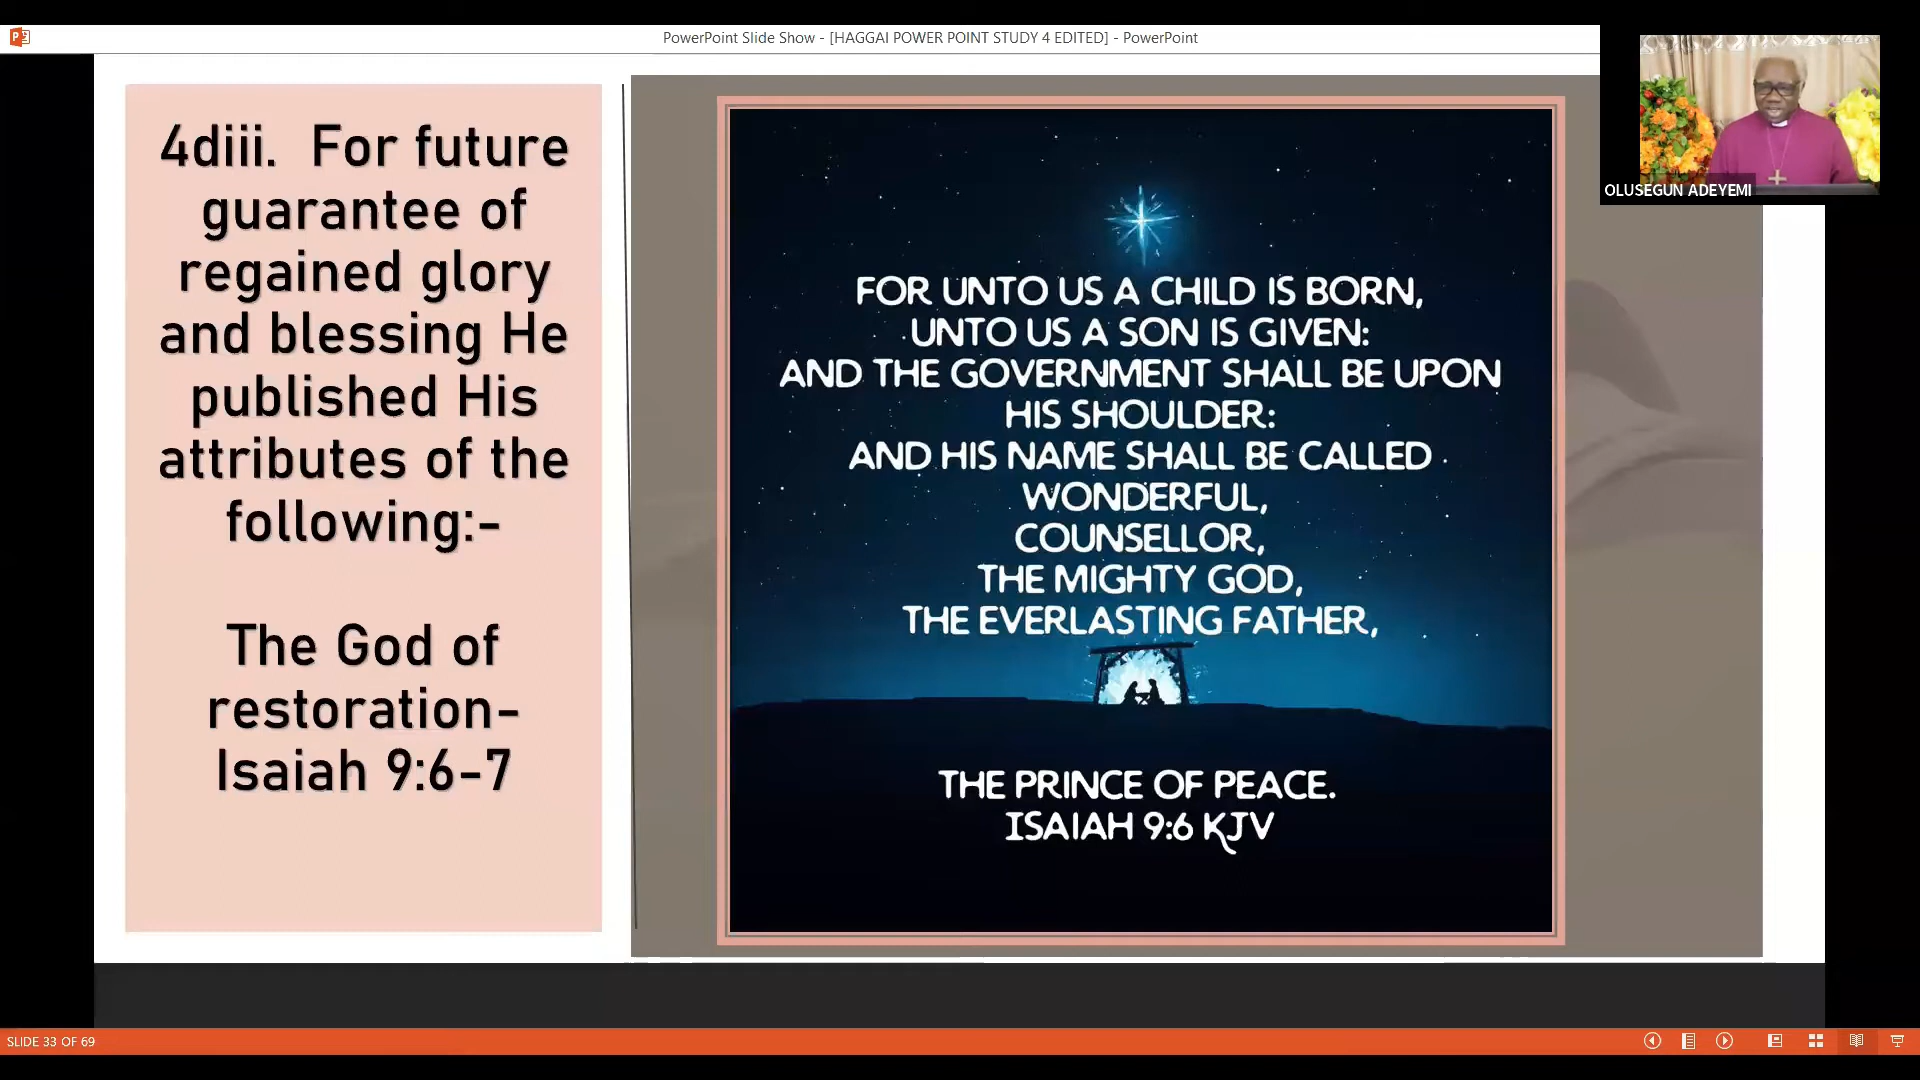 PowerPoint Slide Show - [HAGGAI POWER POINT STUDY 4 EDITED] - PowerPoint
4diii. For future
guarantee of
regained glory
and blessing He
published His
attributes of the
following:-
The God of
restoration-
Isaiah 9:6-7
FOR UNTO US A CHILD IS BORN,
UNTO US A SON IS GIVEN:
AND THE GOVERNMENT SHALL BE UPON
HIS SHOULDER:
AND HIS NAME SHALL BE CALLED
WONDERFUL,
COUNSELLOR,
THE MIGHTY GOD,
THE EVERLASTING FATHER,
THE PRINCE OF PEACE.
ISAIAH 9:6 KJV
OLUSEGUN ADEYEMI
SLIDE 33 OF 69